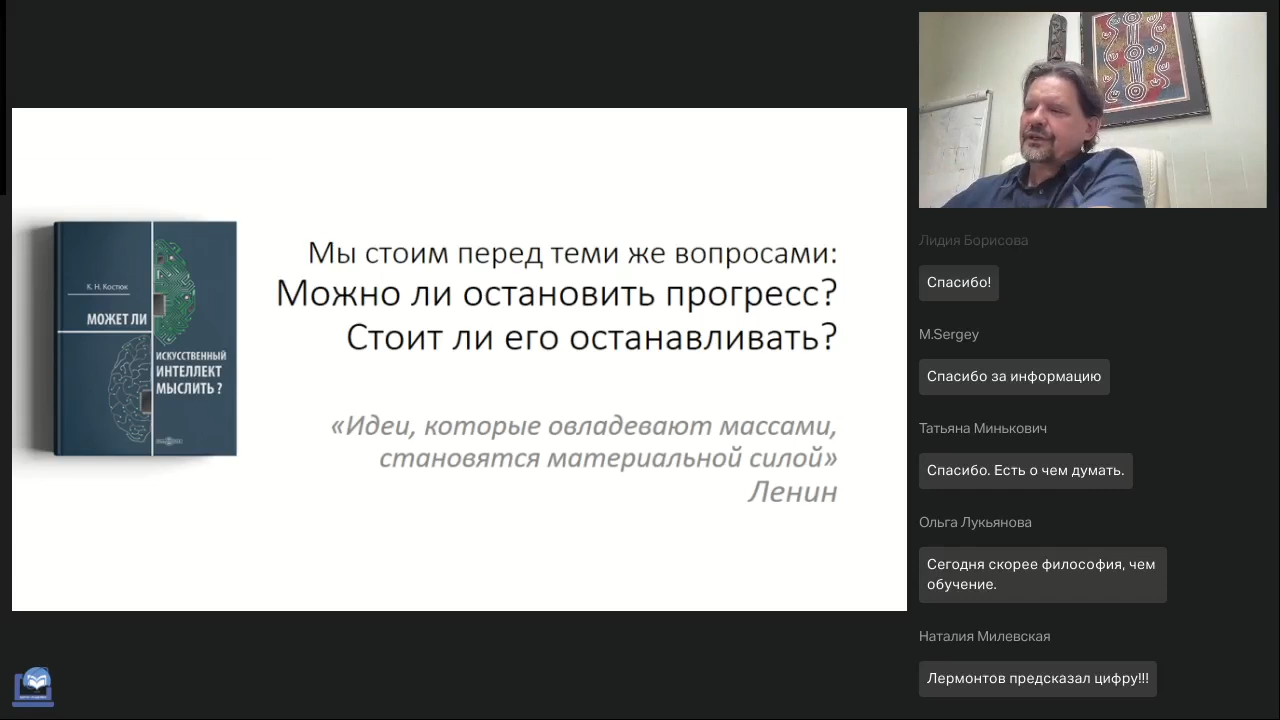 К. Н. Костюк
МОЖЕТ ЛИ
ИСКУССТВЕННЫЙ
ИНТЕЛЛЕКТ
МЫСЛИТЬ ?
Мы стоим перед теми же вопросами:
Можно ли остановить прогресс?
Стоит ли его останавливать?
«Идеи, которые овладевают массами,
становятся материальной силой»
Ленин
Лидия Борисова
Спасибо!
M.Sergey
Спасибо за информацию
Татьяна Минькович
Спасибо. Есть о чем думать.
Ольга Лукьянова
Сегодня скорее философия, чем
обучение.
Наталия Милевская
Лермонтов предсказал цифру!!!